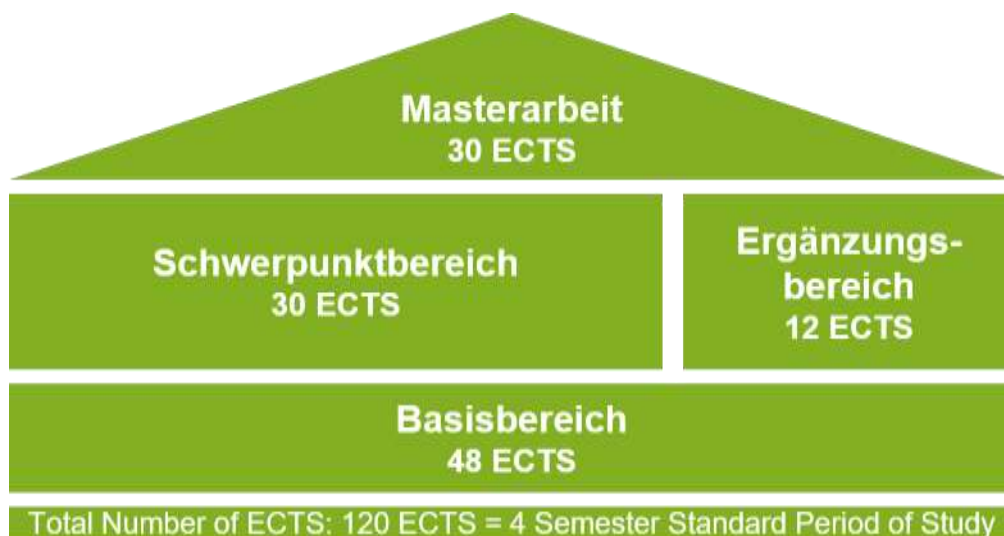 Masterarbeit
30 ECTS
Schwerpunktbereich
30 ECTS
Ergänzungs-
bereich
12 ECTS
Basisbereich
48 ECTS
Total Number of ECTS: 120 ECTS = 4 Semester Standard Period of Study